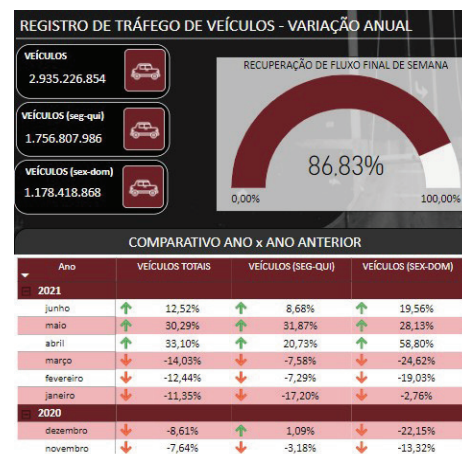 REGISTRO DE TRÁFEGO DE VEÍCULOS - VARIAÇÃO ANUAL
VEÍCULOS
2.935.226.854
VEÍCULOS (seg-qui)
1.756.807.986
VEÍCULOS (sex-dom)
1.178.418.868
RECUPERAÇÃO DE FLUXO FINAL DE SEMANA
86,83%
0,00% 100,00%
COMPARATIVO ANO x ANO ANTERIOR
Ano VEÍCULOS TOTAIS VEÍCULOS (SEG-QUI) VEÍCULOS (SEX-DOM)
2021
junho 12,52% 8,68% 19,56%
maio 30,29% 31,87% 28,13%
abril 33,10% 20,73% 58,80%
março -14,03% -7,58% -24,62%
fevereiro -12,44% -7,29% -19,03%
janeiro -11,35% -17,20% -2,76%
2020
dezembro -8,61% 1,09% -22,15%
novembro -7,64% -3,18% -13,32%